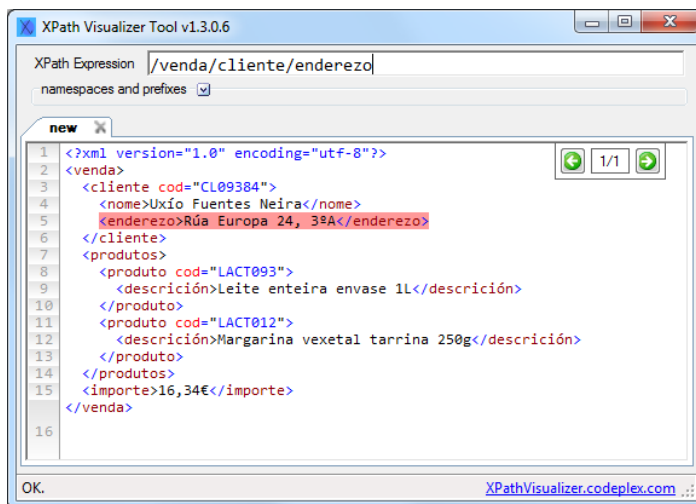 XPath Visualizer Tool v1.3.0.6
XPath Expression /venda/cliente/enderezo
namespaces and prefixes
new
1/1
1 <?xml version="1.0" encoding="utf-8"?>
2 <venda>
3 <cliente cod="CL09384">
4 <nome>Uxío Fuentes Neira</nome>
5 <enderezo>Rúa Europa 24, 3ºA</enderezo>
6 </cliente>
7 <produtos>
8 <produto cod="LACT093">
9 <descrición>Leite enteira envase 1L</descrición>
10 </produto>
11 <produto cod="LACT012">
12 <descrición>Margarina vexetal tarrina 250g</descrición>
13 </produto>
14 </produtos>
15 <importe>16,34€</importe>
</venda>
16
OK.
XPathVisualizer.codeplex.com